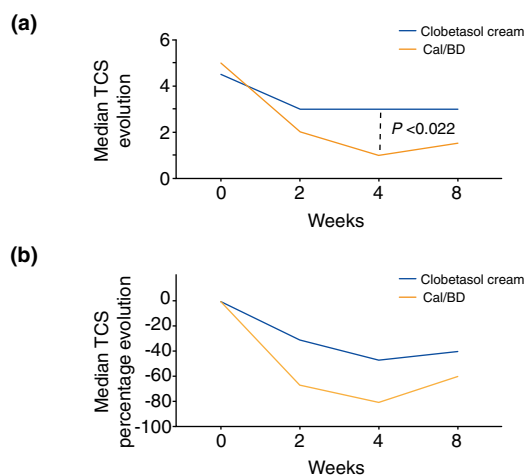 (a)
Clobetasol cream
Cal/BD
Median TCS
evolution
6
4
2
0
P <0.022
0 2 4 8
Weeks
(b)
Clobetasol cream
Cal/BD
Median TCS
percentage evolution
0
-20
-40
-60
-80
-100
0 2 4 8
Weeks